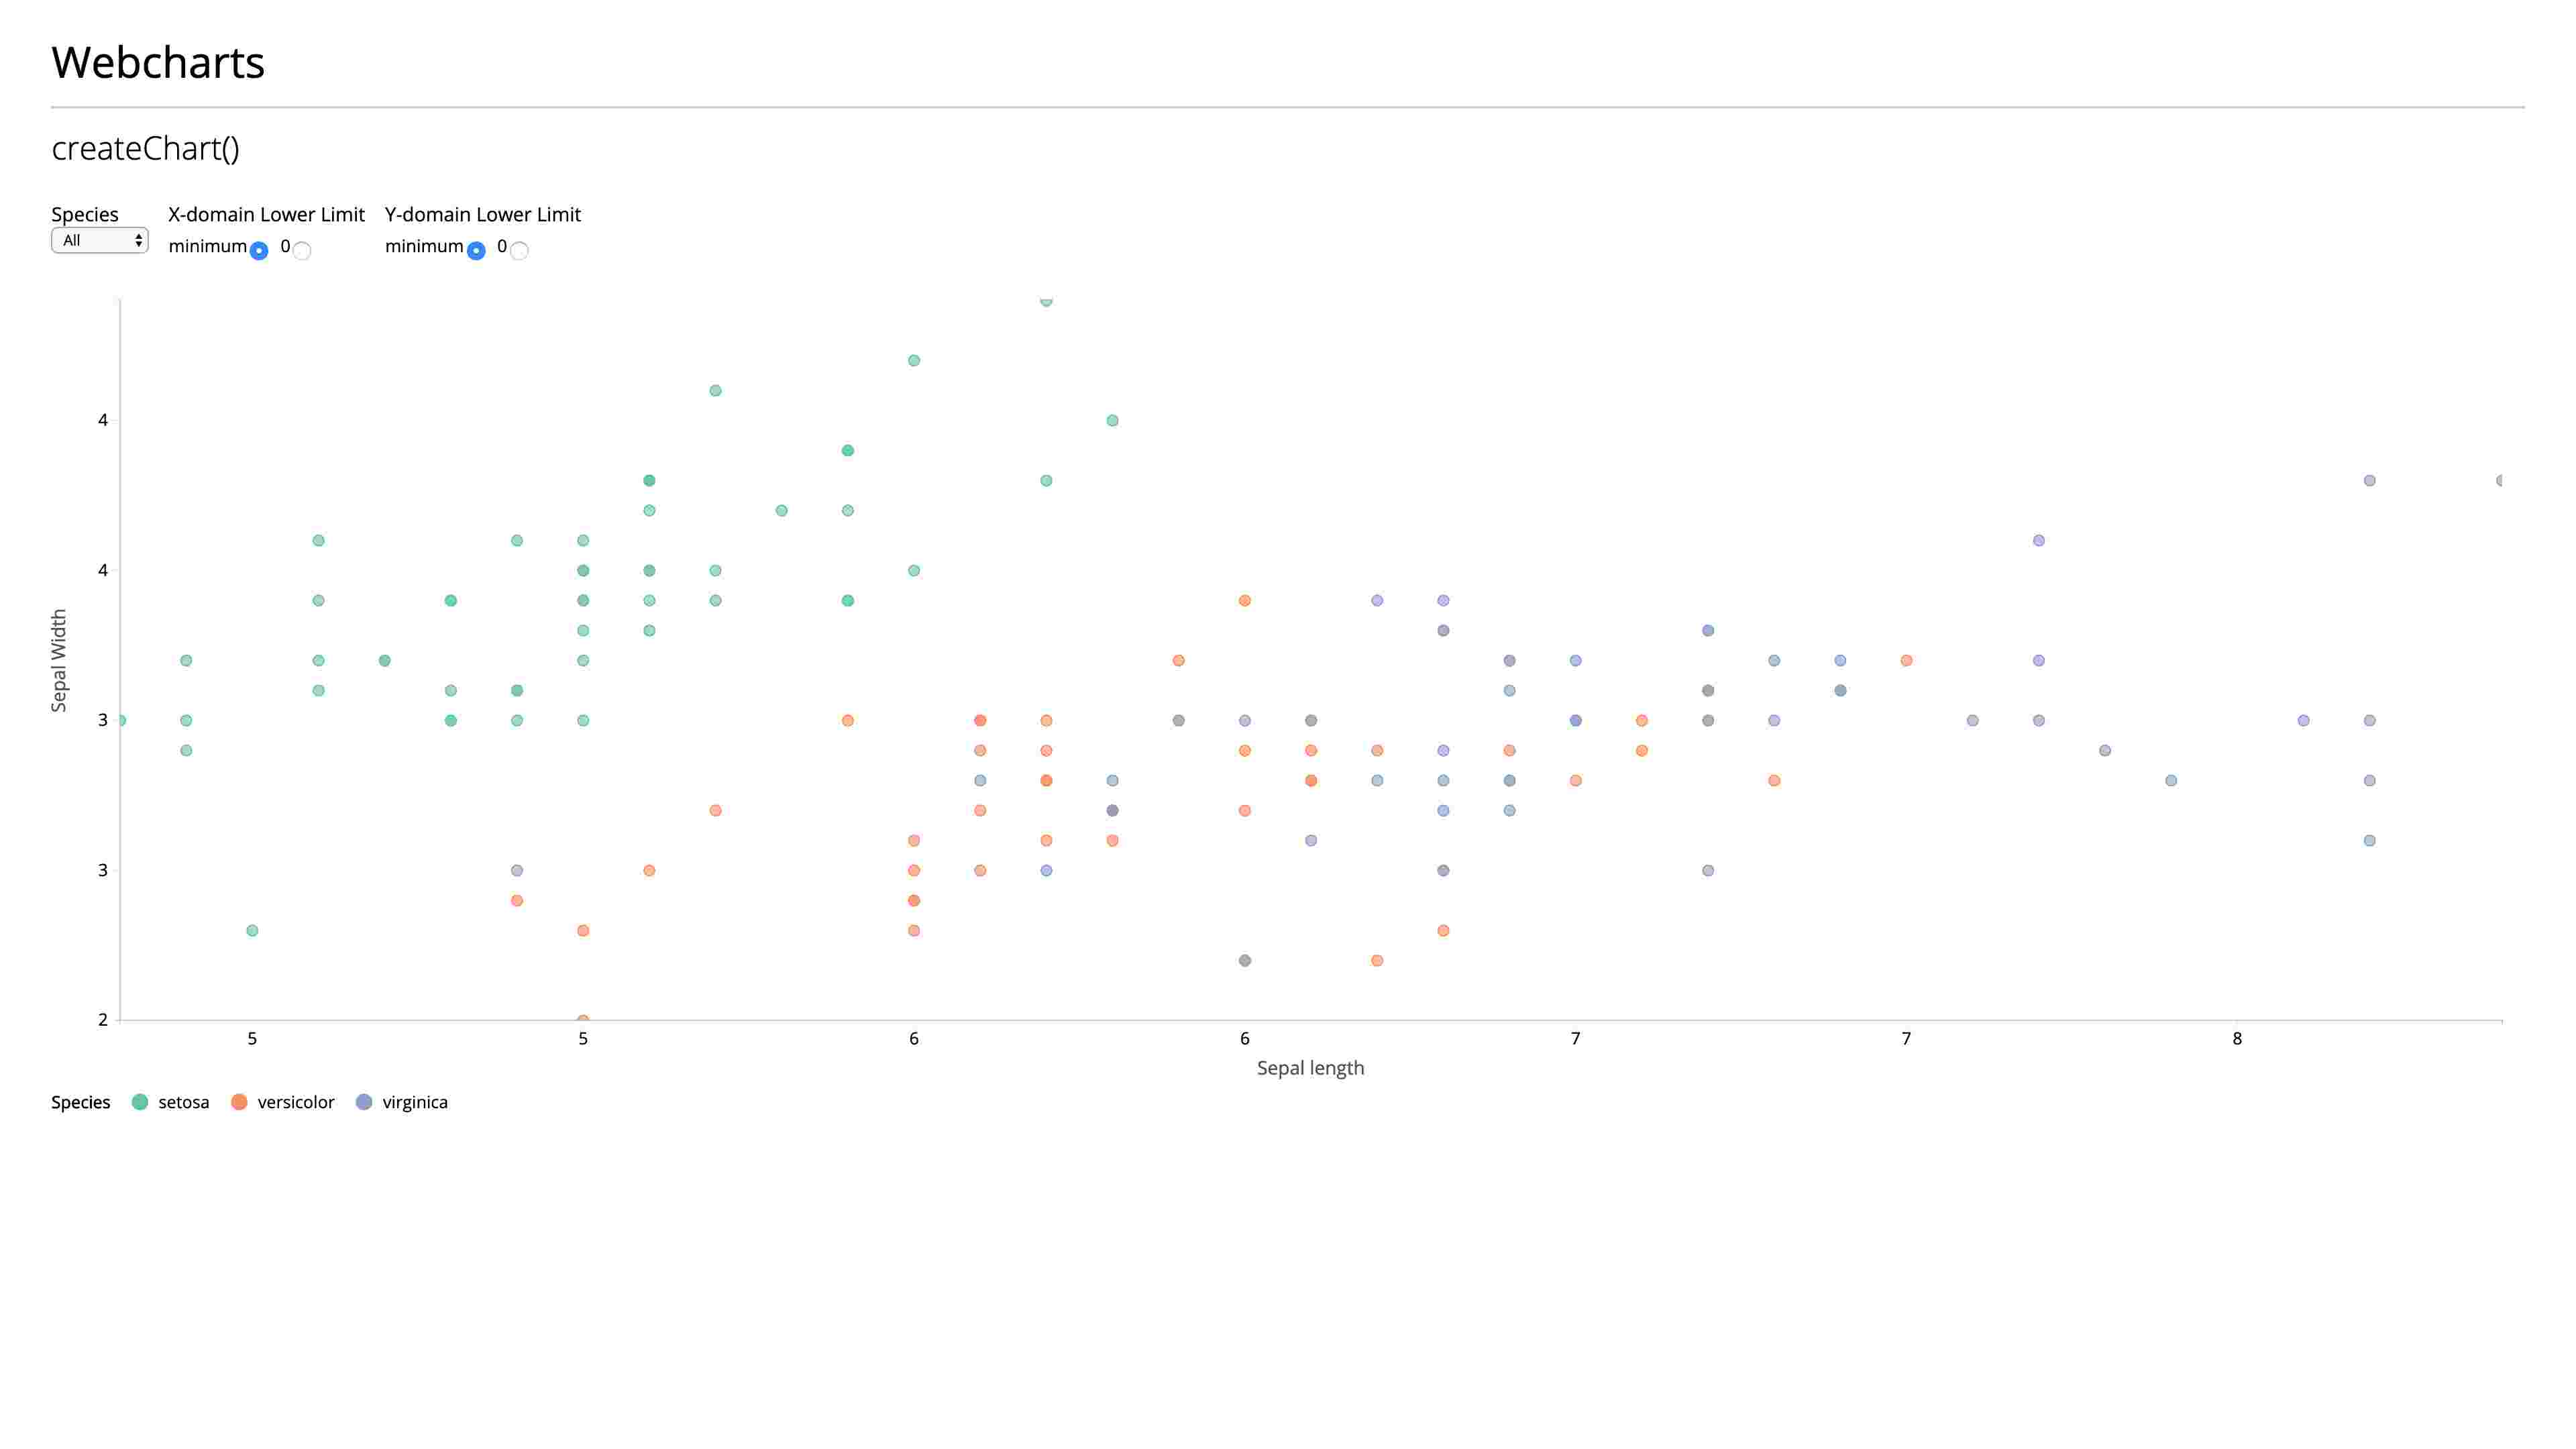 Webcharts
createChart()
Species X-domain Lower Limit Y-domain Lower Limit
All minimum 0 minimum 0
4
4
Sepal Width
3
3
2
5 5 6 6 7 7 8
Sepal length
Species setosa versicolor virginica